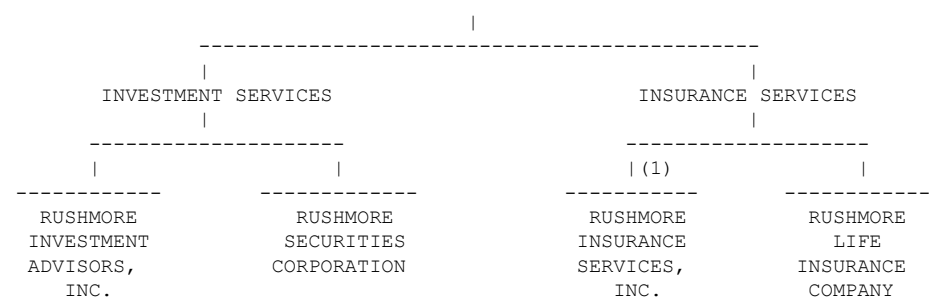 INVESTMENT SERVICES INSURANCE SERVICES
(1)
RUSHMORE RUSHMORE RUSHMORE RUSHMORE
INVESTMENT SECURITIES INSURANCE LIFE
ADVISORS, CORPORATION SERVICES, INSURANCE
INC. INC. COMPANY